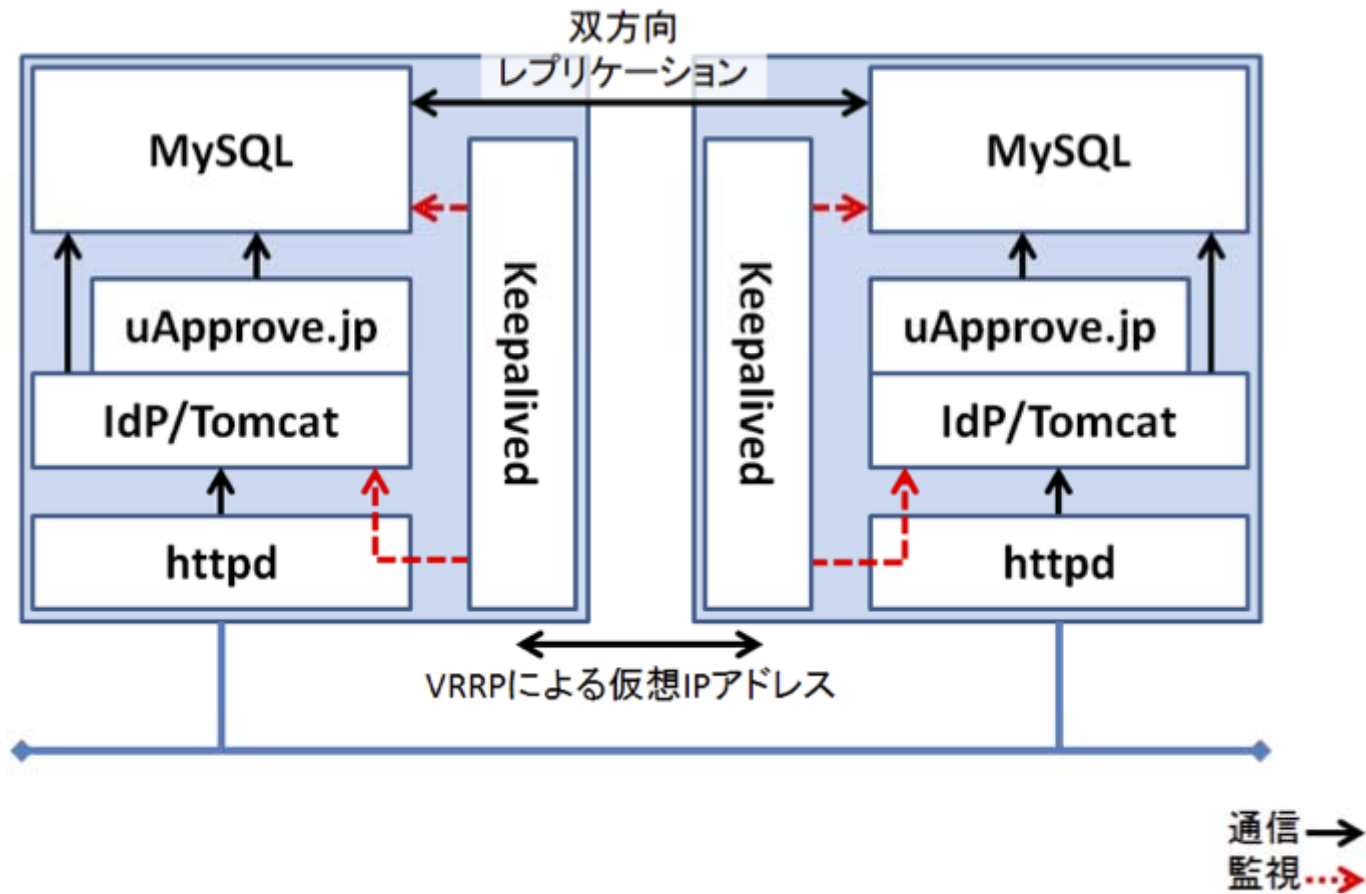 双方向
レプリケーション
MySQL
MySQL
Keepalived
Keepalived
uApprove.jp
uApprove.jp
IdP/Tomcat
IdP/Tomcat
httpd
httpd
VRRPによる仮想IPアドレス
通信
監視